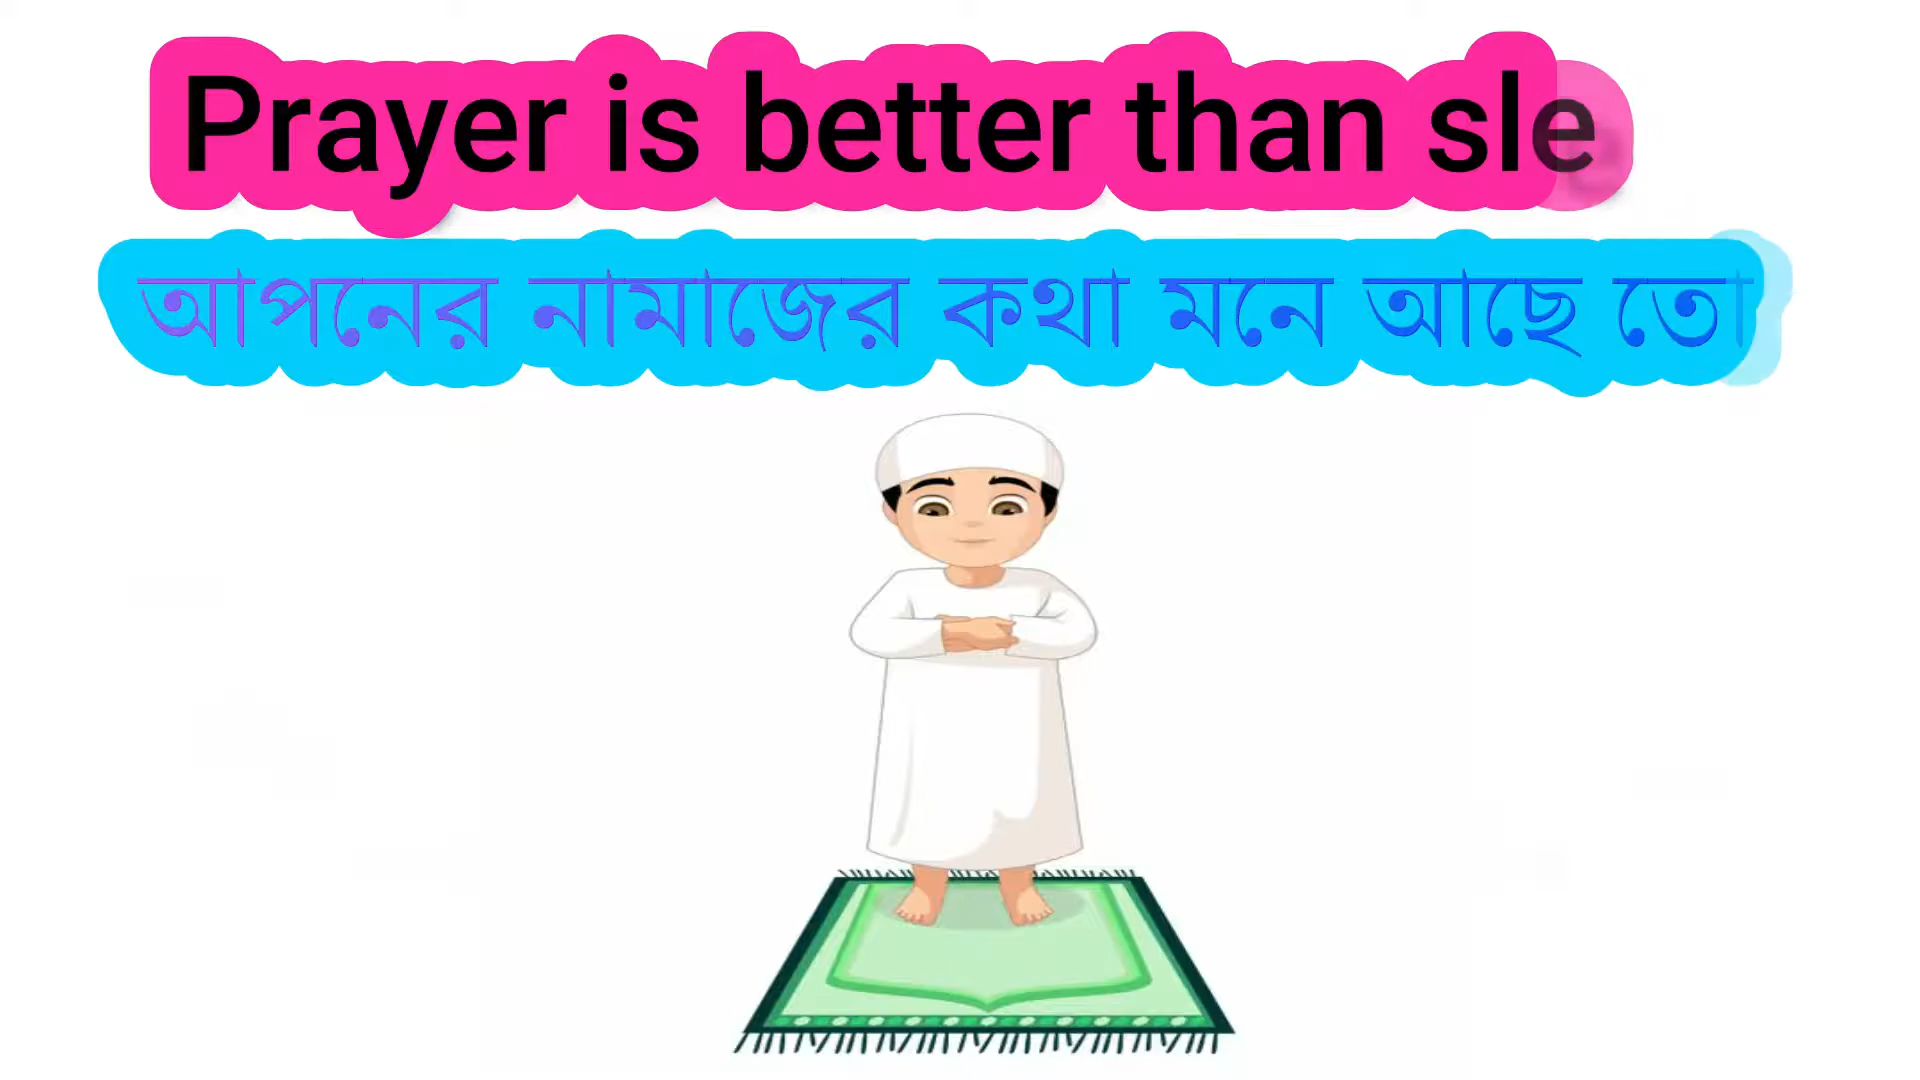 Prayer is better than sle
আপনের নামাজের কথা মনে আছে তো